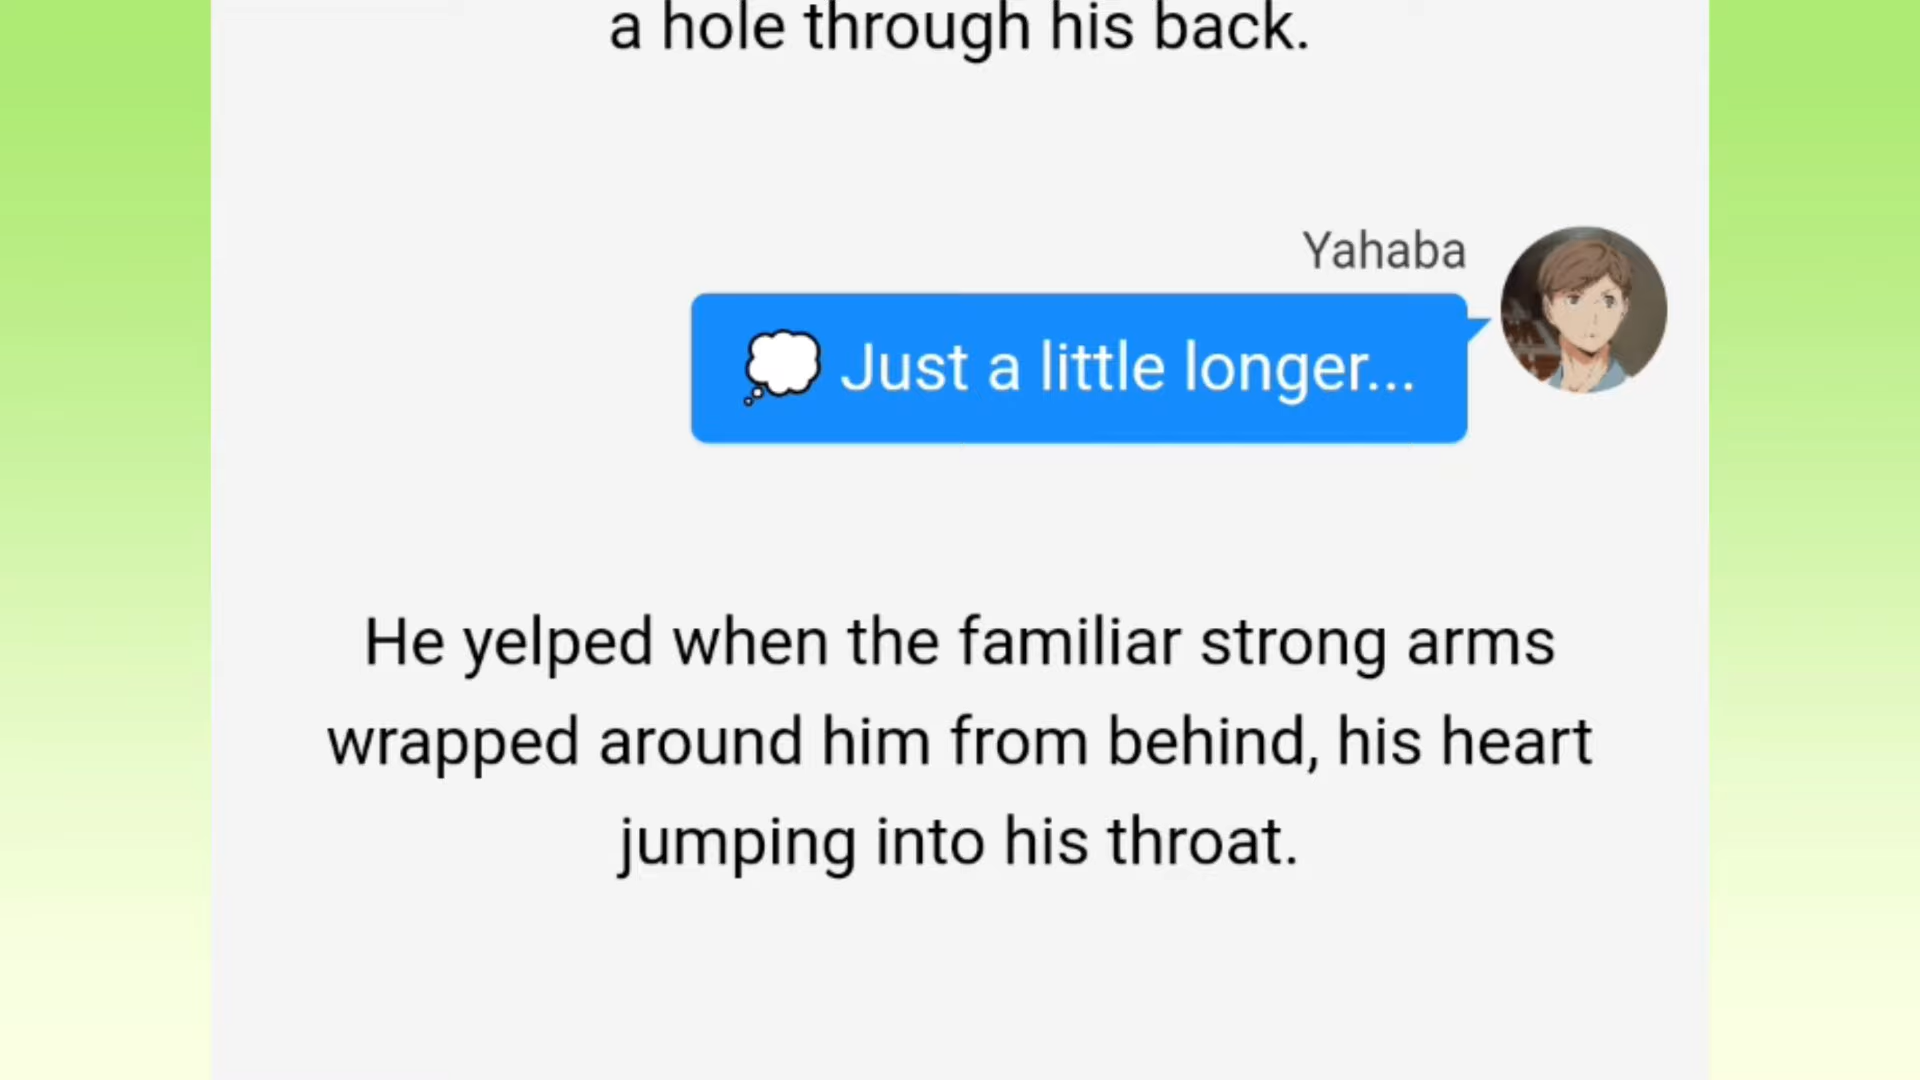 a hole through his back.
Yahaba
💭 Just a little longer...
He yelped when the familiar strong arms
wrapped around him from behind, his heart
jumping into his throat.